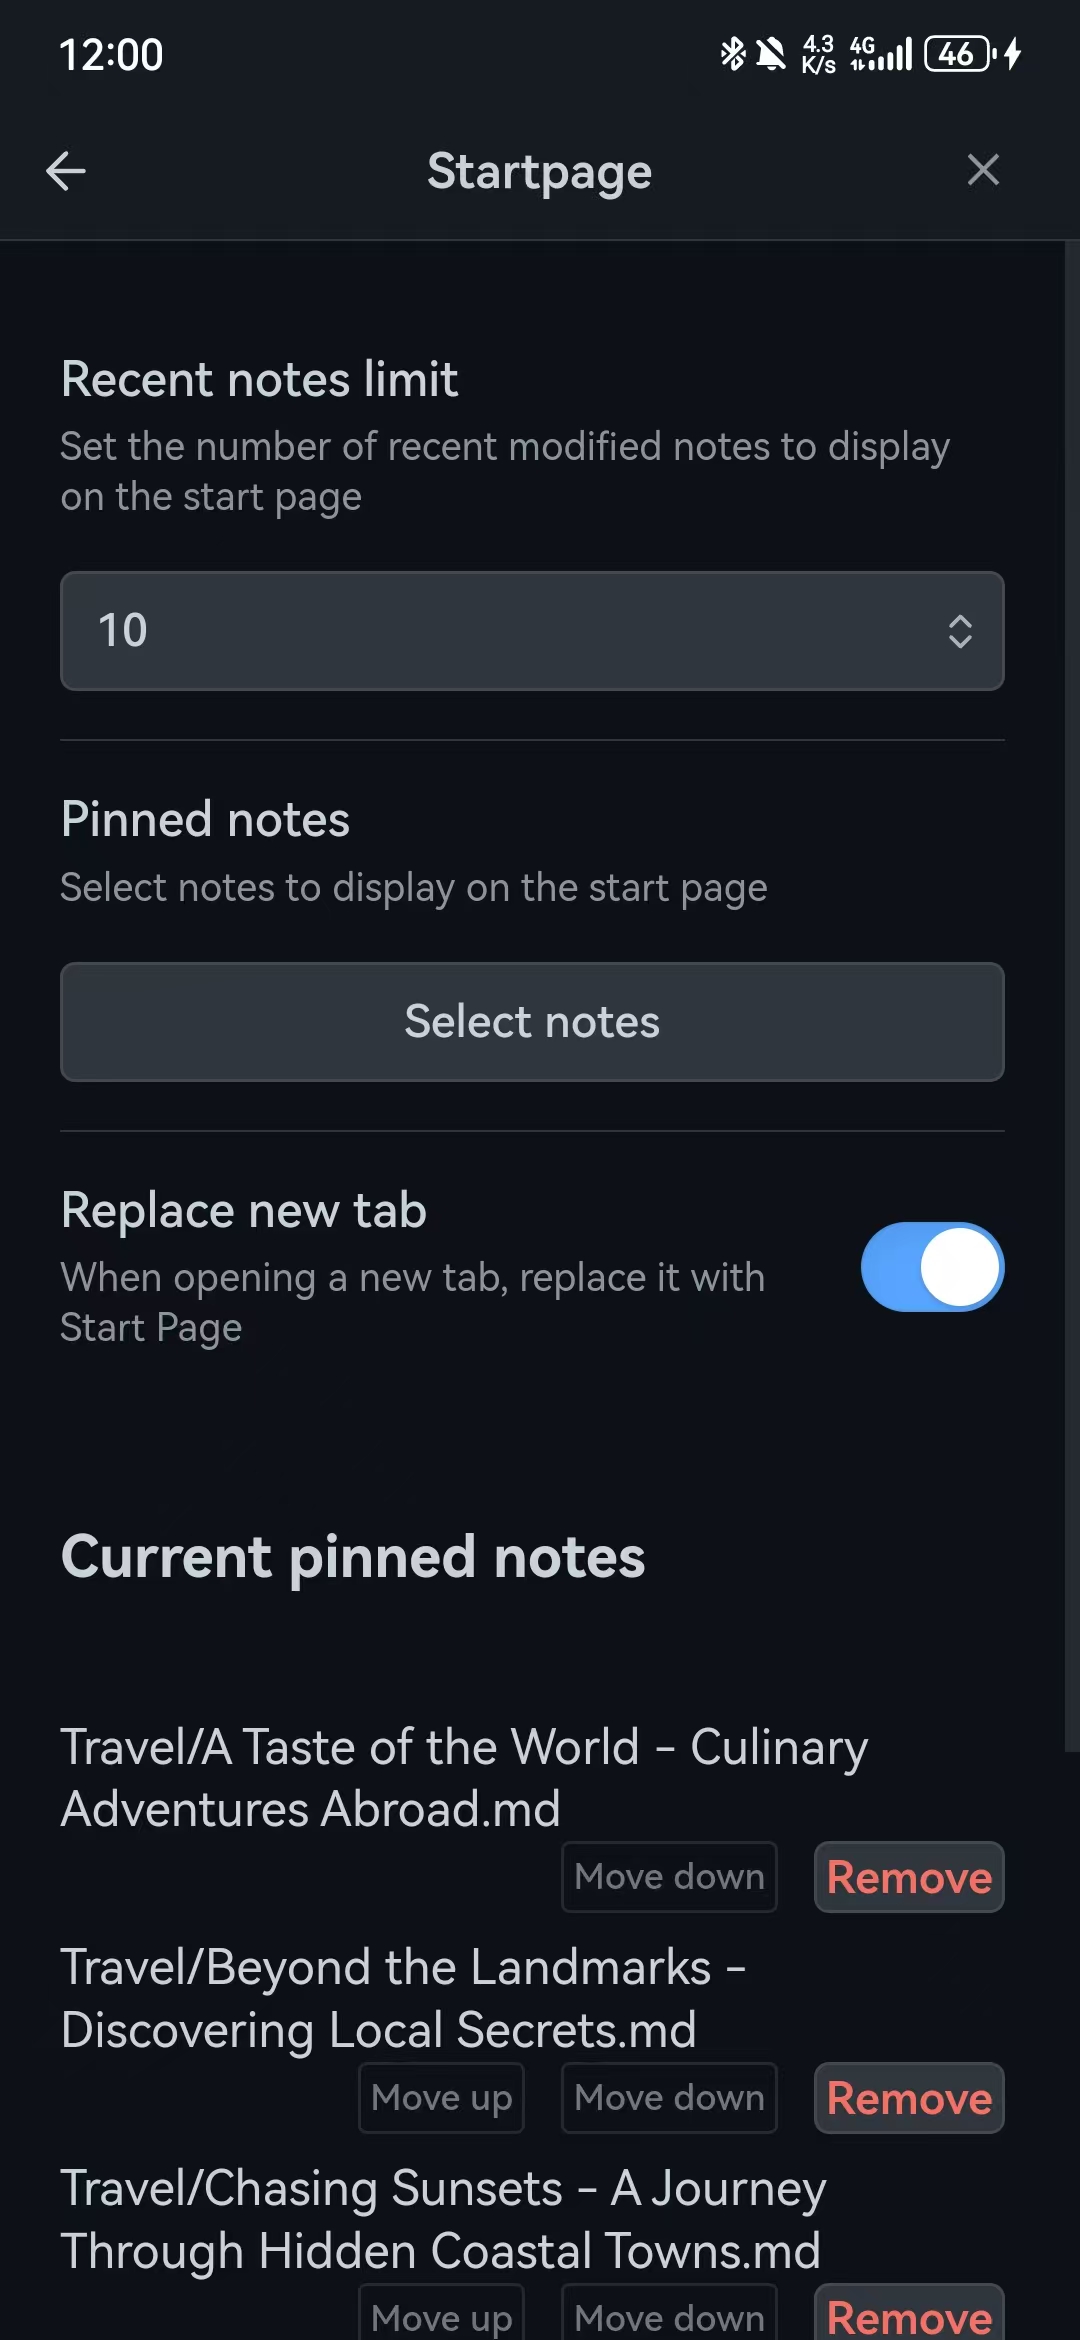 12:00
4.3 K/s 4G 46
Startpage
Recent notes limit
Set the number of recent modified notes to display
on the start page
10
Pinned notes
Select notes to display on the start page
Select notes
Replace new tab
When opening a new tab, replace it with
Start Page
Current pinned notes
Travel/A Taste of the World - Culinary
Adventures Abroad.md
Move down Remove
Travel/Beyond the Landmarks -
Discovering Local Secrets.md
Move up Move down Remove
Travel/Chasing Sunsets - A Journey
Through Hidden Coastal Towns.md
Move up Move down Remove